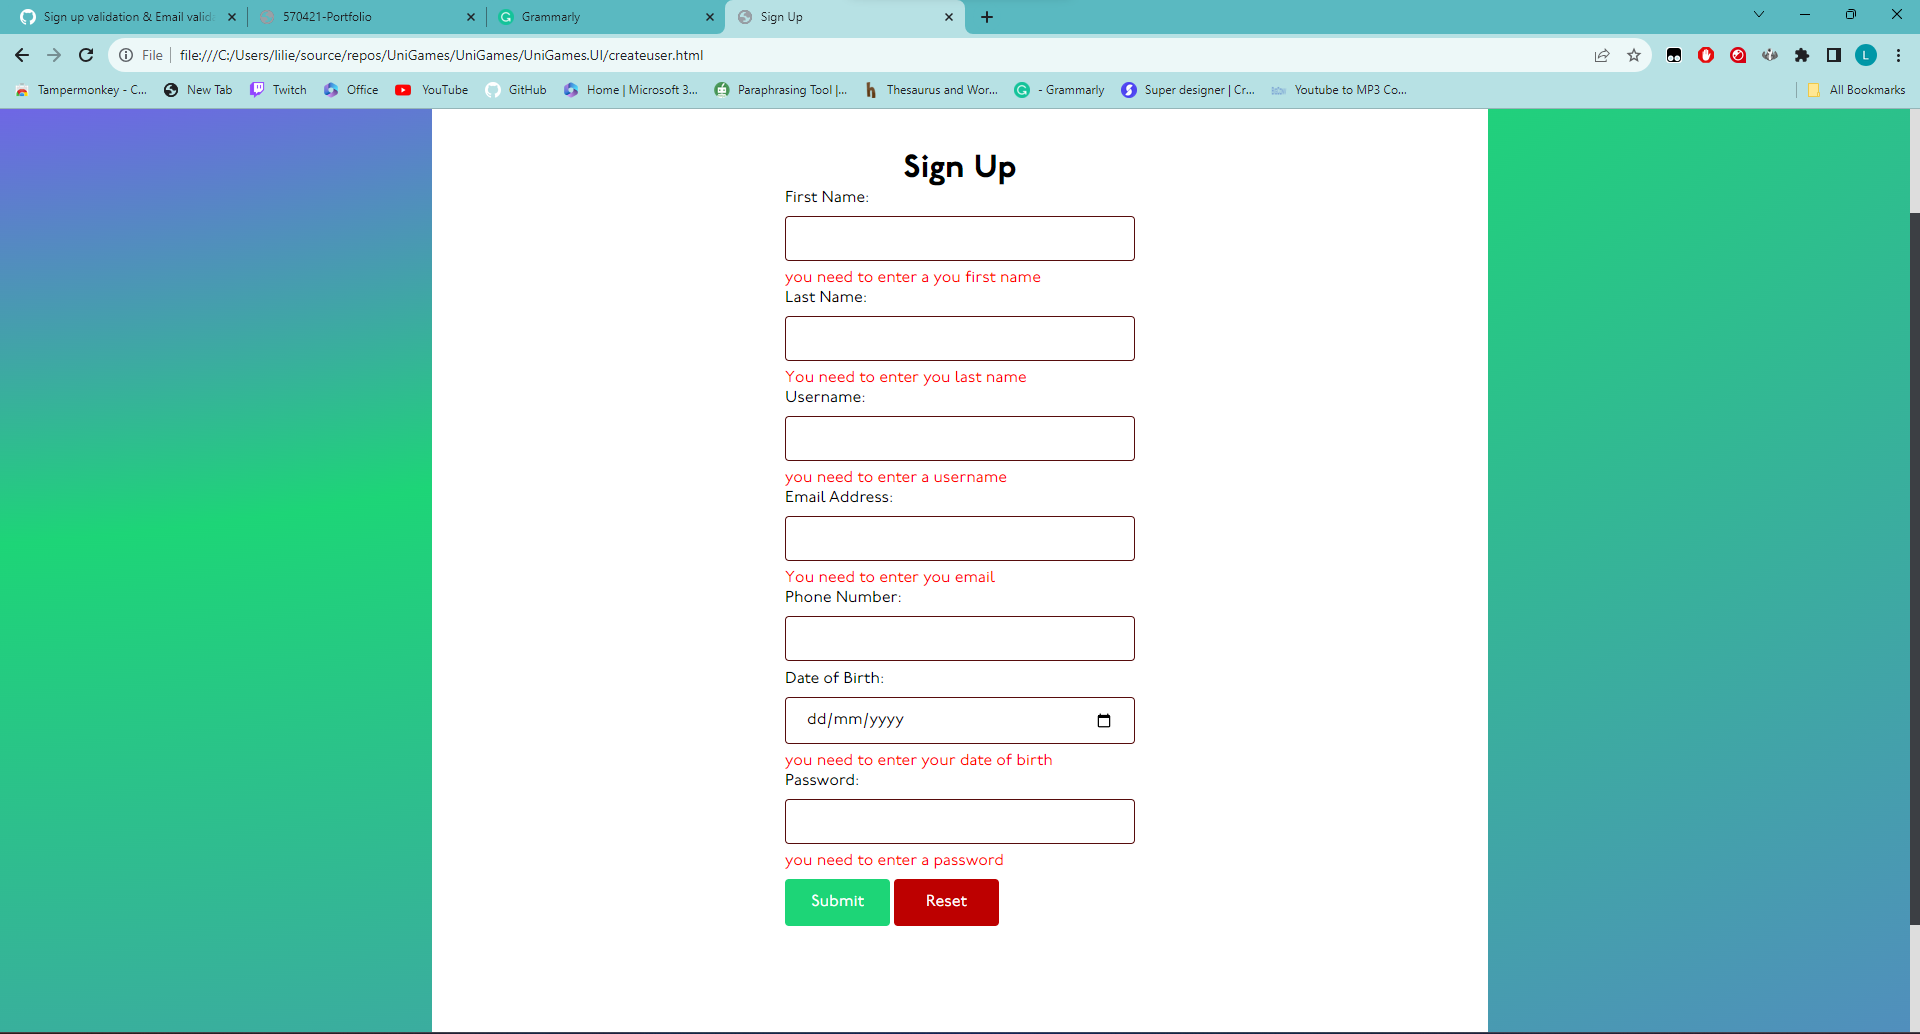 Sign up validation & Email valid
570421-Portfolio
Grammarly
Sign Up
File
file:///C:/Users/lilie/source/repos/UniGames/UniGames/UniGames.UI/createuser.html
L
Tampermonkey - C...
New Tab
Twitch
Office
YouTube
GitHub
Home | Microsoft 3...
Paraphrasing Tool |...
Thesaurus and Wor...
- Grammarly
Super designer | Cr...
Youtube to MP3 Co...
All Bookmarks
Sign Up
First Name:
you need to enter a you first name
Last Name:
You need to enter you last name
Username:
you need to enter a username
Email Address:
You need to enter you email
Phone Number:
Date of Birth:
dd/mm/yyyy
you need to enter your date of birth
Password:
you need to enter a password
Submit
Reset